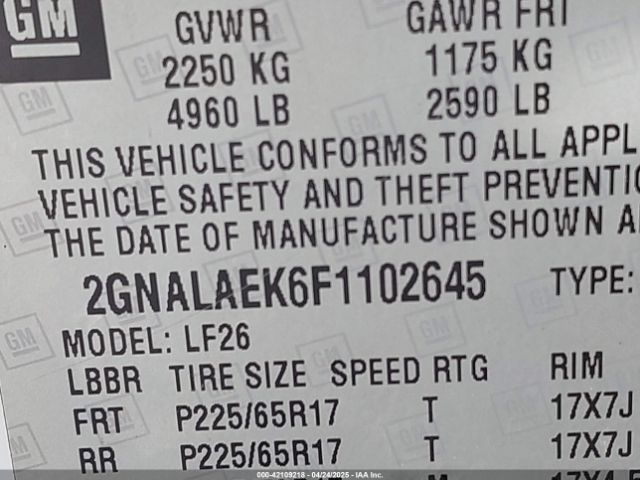 GM
GVWR GAWR FRT
2250 KG 1175 KG
4960 LB 2590 LB
THIS VEHICLE CONFORMS TO ALL APPL
VEHICLE SAFETY AND THEFT PREVENTIO
THE DATE OF MANUFACTURE SHOWN A
2GNALAEK6F1102645 TYPE:
MODEL: LF26
LBBR TIRE SIZE SPEED RTG RIM
FRT P225/65R17 T 17X7J
RR P225/65R17 T 17X7J
000-42109218 - 04/24/2025 - IAA Inc.